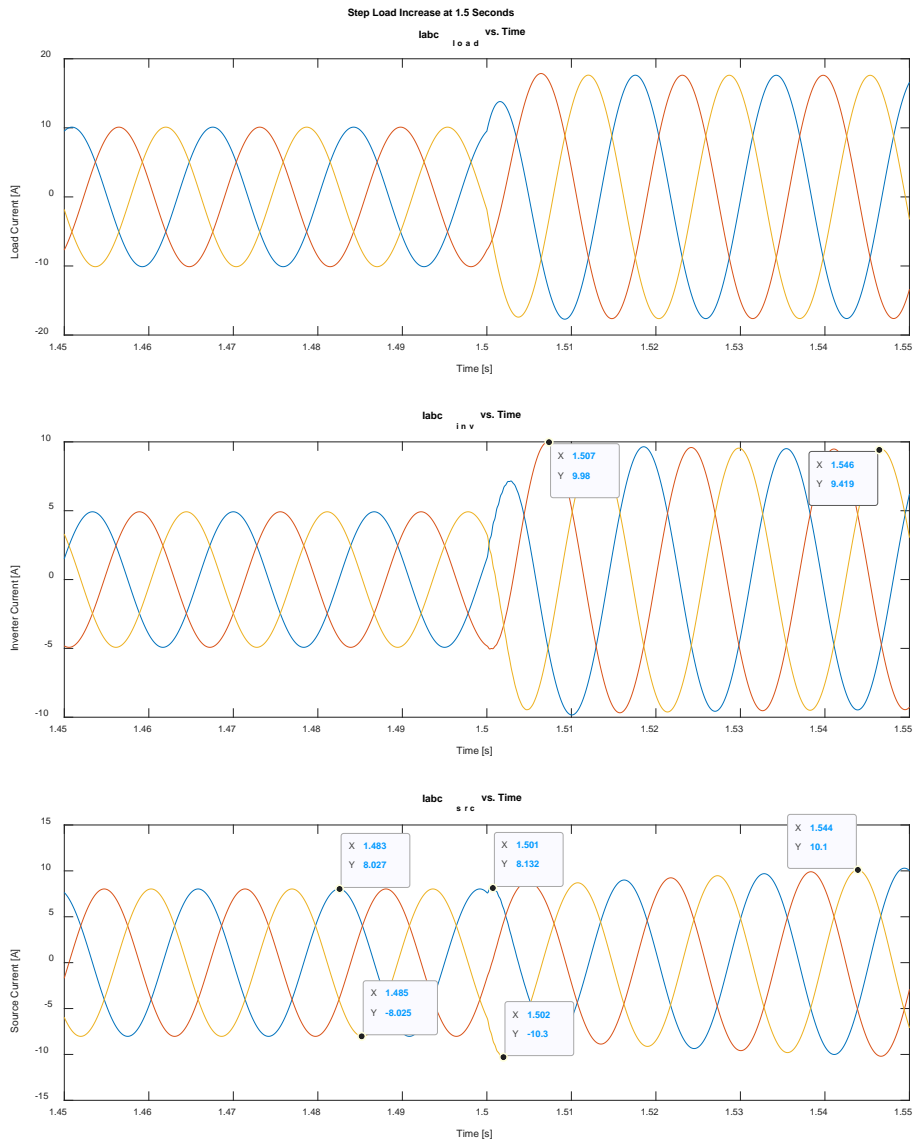 Step Load Increase at 1.5 Seconds
Iabc load vs. Time
20
10
0
-10
-20
Load Current [A]
1.45 1.46 1.47 1.48 1.49 1.5 1.51 1.52 1.53 1.54 1.55
Time [s]
Iabc inv vs. Time
10
5
0
-5
-10
Inverter Current [A]
X 1.507
Y 9.98
X 1.546
Y 9.419
1.45 1.46 1.47 1.48 1.49 1.5 1.51 1.52 1.53 1.54 1.55
Time [s]
Iabc src vs. Time
15
10
5
0
-5
-10
-15
Source Current [A]
X 1.483
Y 8.027
X 1.501
Y 8.132
X 1.544
Y 10.1
X 1.485
Y -8.025
X 1.502
Y -10.3
1.45 1.46 1.47 1.48 1.49 1.5 1.51 1.52 1.53 1.54 1.55
Time [s]